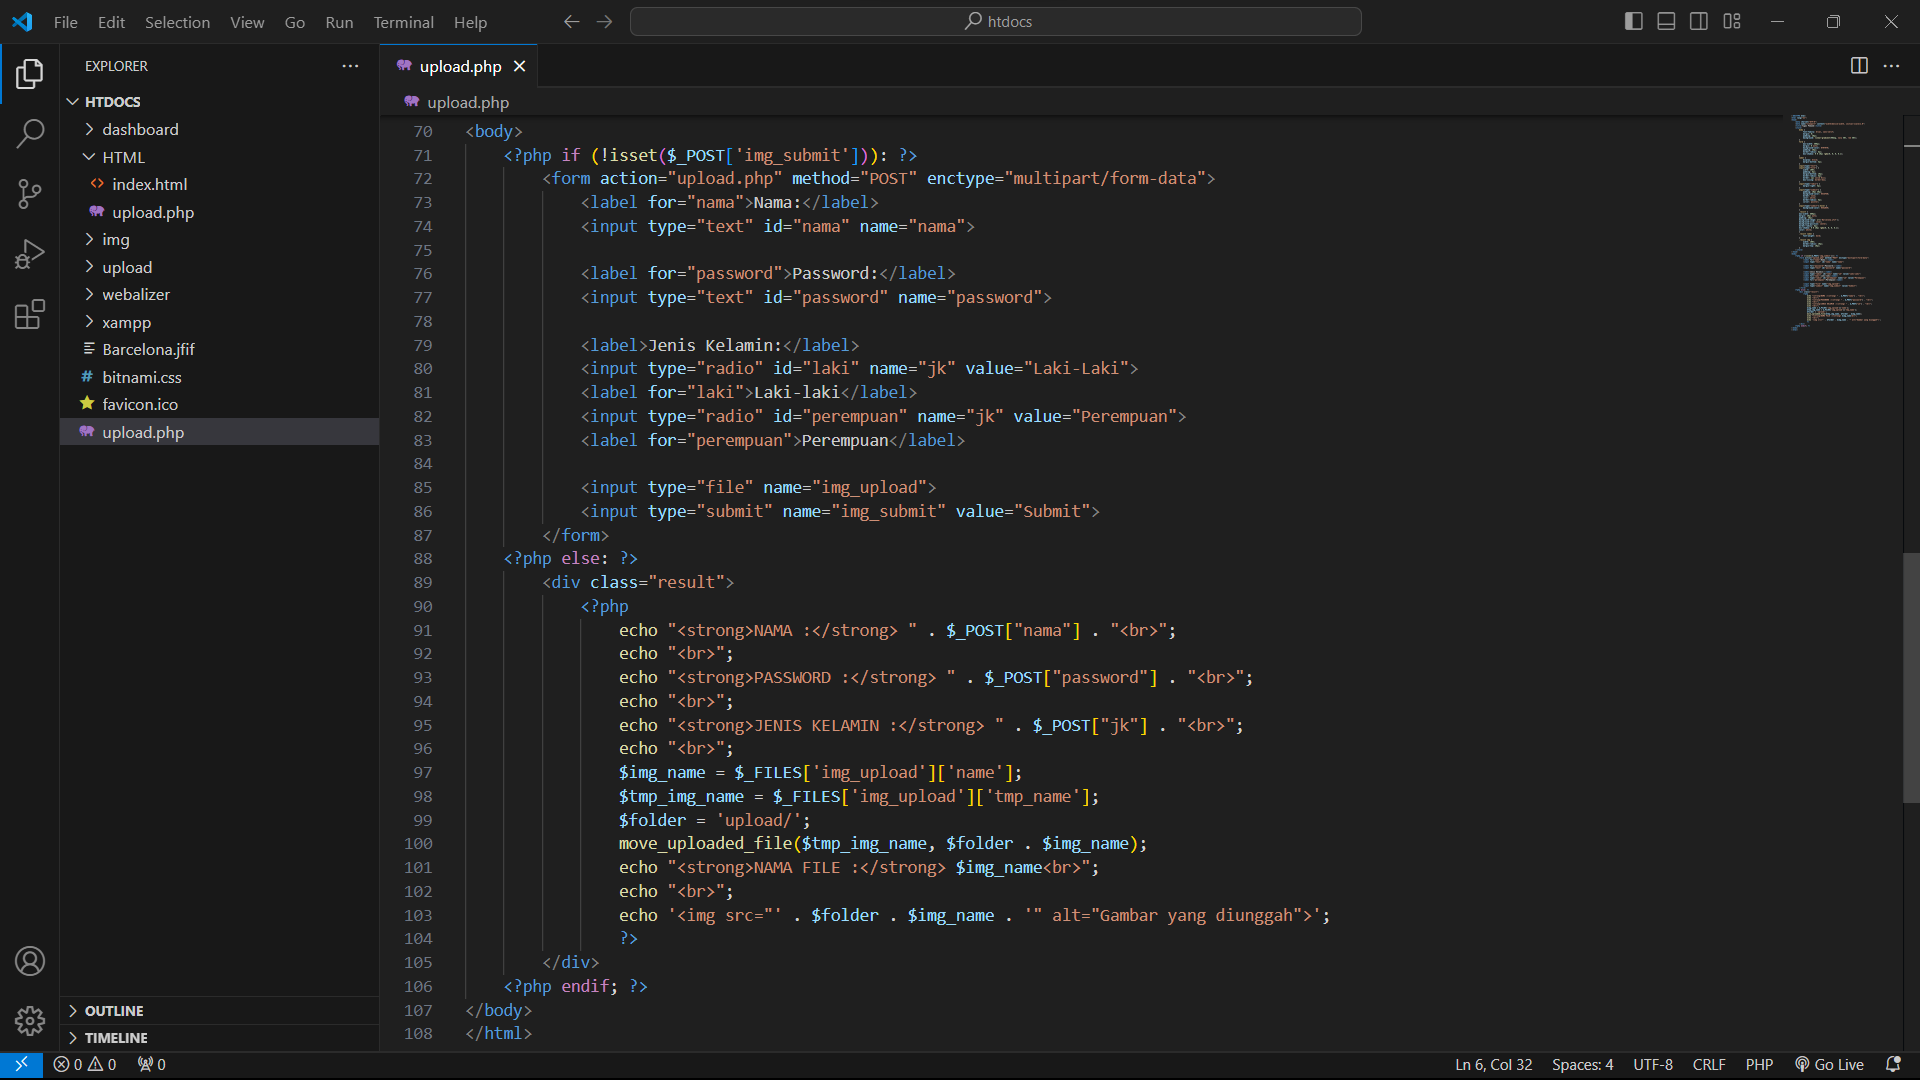 File Edit Selection View Go Run Terminal Help
htdocs
EXPLORER
upload.php
HTDOCS
dashboard
HTML
index.html
upload.php
img
upload
webalizer
xampp
Barcelona.jfif
# bitnami.css
favicon.ico
upload.php
OUTLINE
TIMELINE
upload.php
70 <body>
71 <?php if (!isset($_POST['img_submit'])): ?>
72 <form action="upload.php" method="POST" enctype="multipart/form-data">
73 <label for="nama">Nama:</label>
74 <input type="text" id="nama" name="nama">
75
76 <label for="password">Password:</label>
77 <input type="text" id="password" name="password">
78
79 <label>Jenis Kelamin:</label>
80 <input type="radio" id="laki" name="jk" value="Laki-Laki">
81 <label for="laki">Laki-laki</label>
82 <input type="radio" id="perempuan" name="jk" value="Perempuan">
83 <label for="perempuan">Perempuan</label>
84
85 <input type="file" name="img_upload">
86 <input type="submit" name="img_submit" value="Submit">
87 </form>
88 <?php else: ?>
89 <div class="result">
90 <?php
91 echo "<strong>NAMA :</strong> " . $_POST["nama"] . "<br>";
92 echo "<br>";
93 echo "<strong>PASSWORD :</strong> " . $_POST["password"] . "<br>";
94 echo "<br>";
95 echo "<strong>JENIS KELAMIN :</strong> " . $_POST["jk"] . "<br>";
96 echo "<br>";
97 $img_name = $_FILES['img_upload']['name'];
98 $tmp_img_name = $_FILES['img_upload']['tmp_name'];
99 $folder = 'upload/';
100 move_uploaded_file($tmp_img_name, $folder . $img_name);
101 echo "<strong>NAMA FILE :</strong> $img_name<br>";
102 echo "<br>";
103 echo '<img src="' . $folder . $img_name . '" alt="Gambar yang diunggah">';
104 ?>
105 </div>
106 <?php endif; ?>
107 </body>
108 </html>
0 0 0 Ln 6, Col 32 Spaces: 4 UTF-8 CRLF PHP Go Live